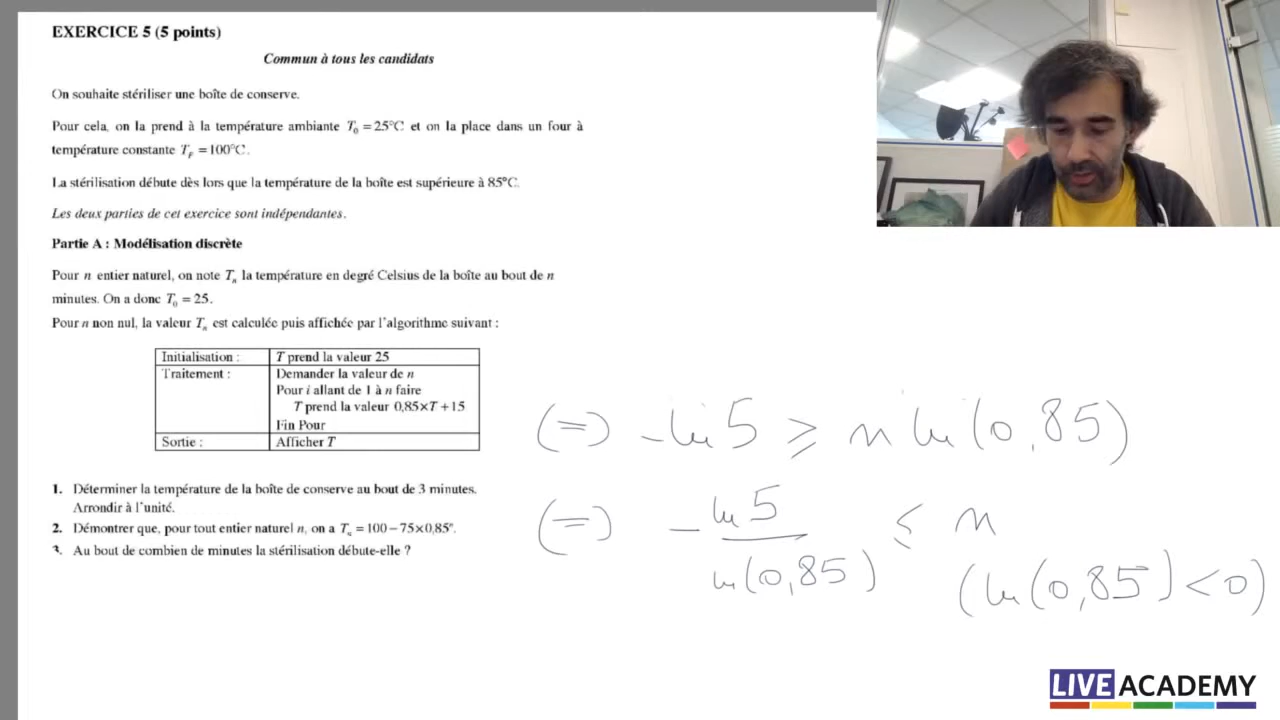 EXERCICE 5 (5 points)
Commun à tous les candidats
On souhaite stériliser une boîte de conserve.
Pour cela, on la prend à la température ambiante T₀ = 25°C et on la place dans un four à
température constante T_F = 100°C.
La stérilisation débute dès lors que la température de la boîte est supérieure à 85°C.
Les deux parties de cet exercice sont indépendantes.
Partie A : Modélisation discrète
Pour n entier naturel, on note Tₙ la température en degré Celsius de la boîte au bout de n
minutes. On a donc T₀ = 25.
Pour n non nul, la valeur Tₙ est calculée puis affichée par l'algorithme suivant :
Initialisation : T prend la valeur 25
Traitement : Demander la valeur de n
Pour i allant de 1 à n faire
T prend la valeur 0,85×T + 15
Fin Pour
Sortie : Afficher T
1. Déterminer la température de la boîte de conserve au bout de 3 minutes.
Arrondir à l'unité.
2. Démontrer que, pour tout entier naturel n, on a Tₙ = 100 − 75×0,85ⁿ.
3. Au bout de combien de minutes la stérilisation débute-elle ?
(=) -ln 5 ≥ n ln(0,85)
(=) - ln 5 / ln(0,85) ≤ n
(ln(0,85) < 0)
LIVE ACADEMY